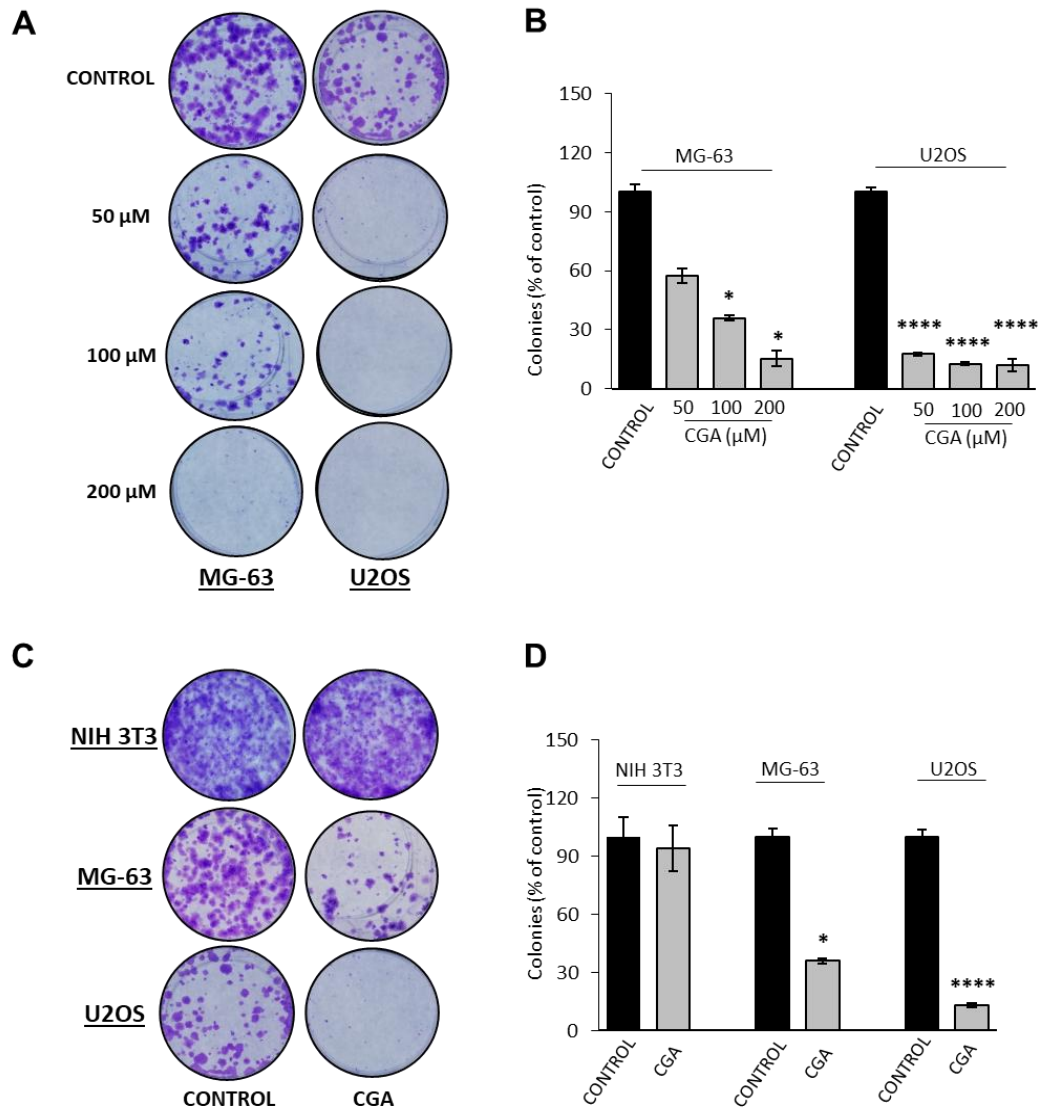 A
CONTROL
50 µM
100 µM
200 µM
MG-63 U2OS
B
150
120
90
60
30
0
Colonies (% of control)
MG-63 U2OS
* * **** **** ****
CONTROL 50 100 200 CONTROL 50 100 200
CGA (µM) CGA (µM)
C
NIH 3T3
MG-63
U2OS
CONTROL CGA
D
150
120
90
60
30
0
Colonies (% of control)
NIH 3T3 MG-63 U2OS
* ****
CONTROL CGA CONTROL CGA CONTROL CGA